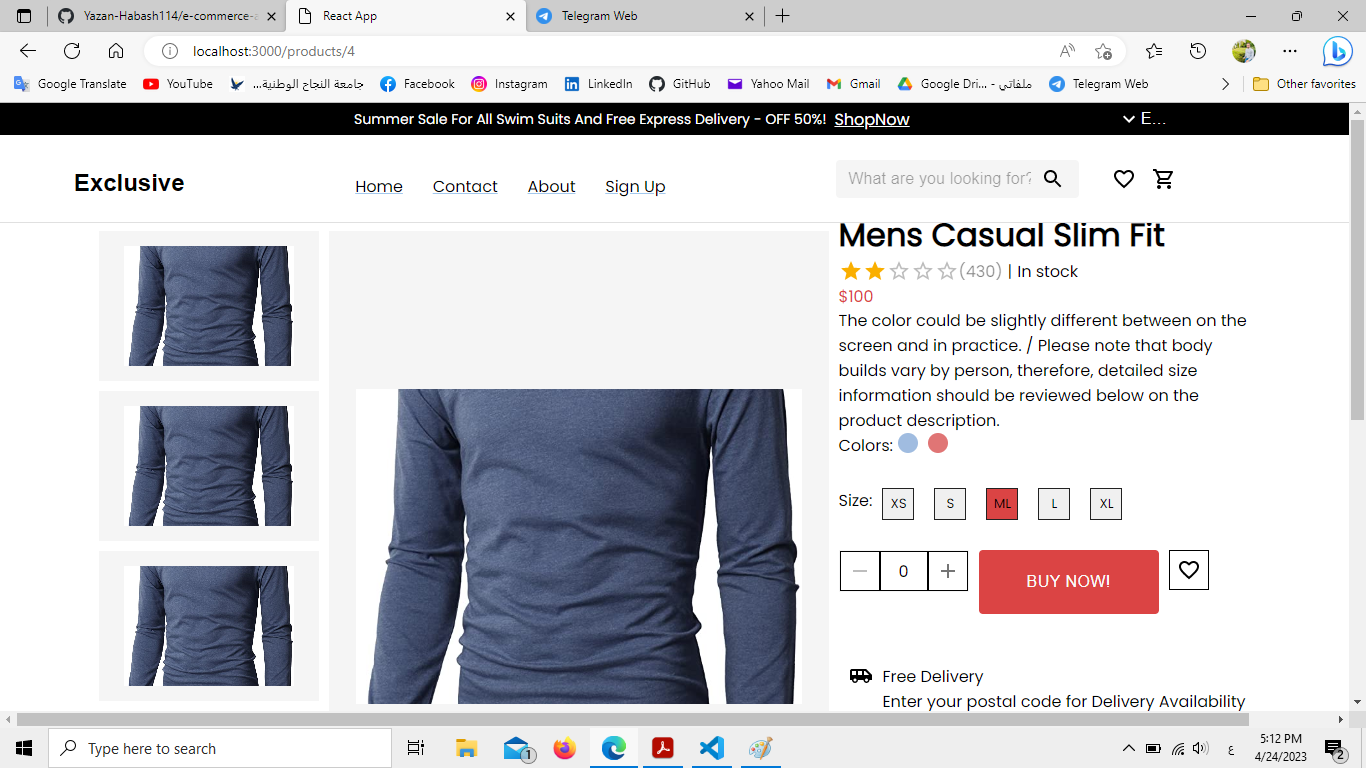 Yazan-Habash114/e-commerce-a
React App
Telegram Web
localhost:3000/products/4
Google Translate
YouTube
جامعة النجاح الوطنية...
Facebook
Instagram
LinkedIn
GitHub
Yahoo Mail
Gmail
Google Dri... - ملفاتي
Telegram Web
Other favorites
Summer Sale For All Swim Suits And Free Express Delivery - OFF 50%! ShopNow
E...
Exclusive
Home
Contact
About
Sign Up
What are you looking for?
Mens Casual Slim Fit
(430) | In stock
$100
The color could be slightly different between on the
screen and in practice. / Please note that body
builds vary by person, therefore, detailed size
information should be reviewed below on the
product description.
Colors:
Size: XS S ML L XL
0
BUY NOW!
Free Delivery
Enter your postal code for Delivery Availability
Type here to search
1
ع
5:12 PM
4/24/2023
2